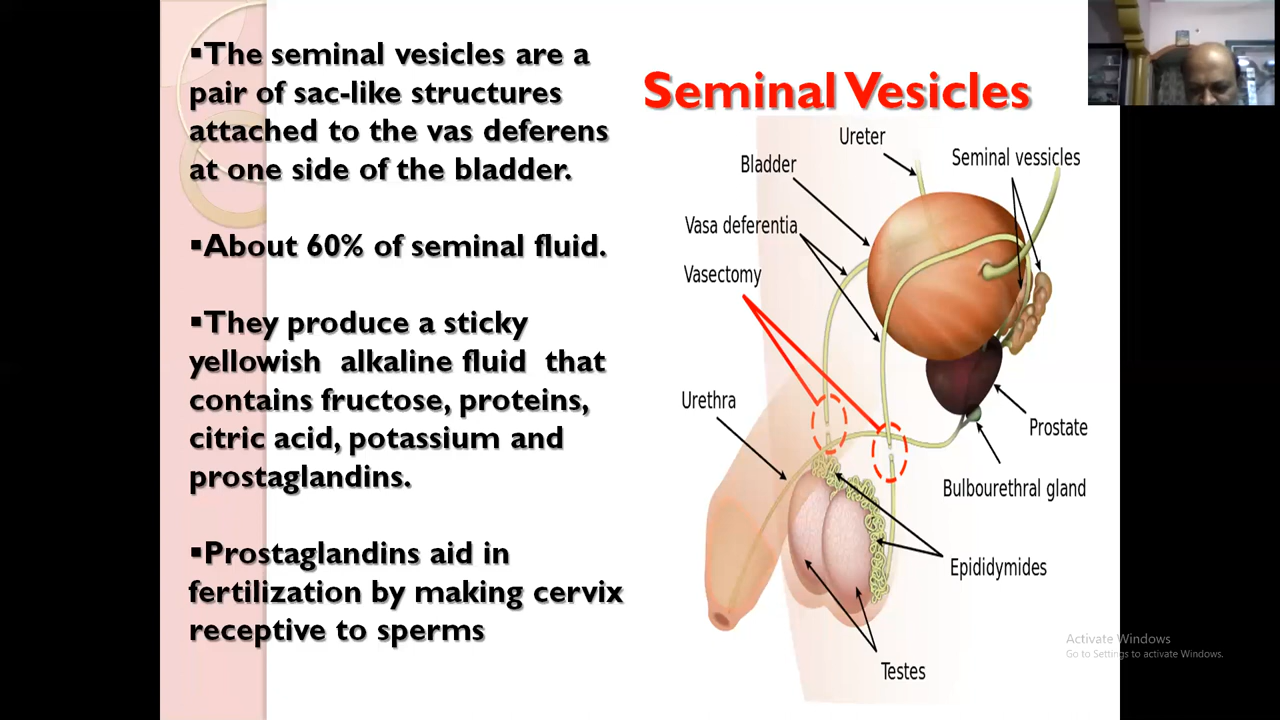 ▪The seminal vesicles are a
pair of sac-like structures
attached to the vas deferens
at one side of the bladder.
▪About 60% of seminal fluid.
▪They produce a sticky
yellowish alkaline fluid that
contains fructose, proteins,
citric acid, potassium and
prostaglandins.
▪Prostaglandins aid in
fertilization by making cervix
receptive to sperms
Seminal Vesicles
Ureter
Bladder
Seminal vessicles
Vasa deferentia
Vasectomy
Urethra
Prostate
Bulbourethral gland
Epididymides
Testes
Activate Windows
Go to Settings to activate Windows.